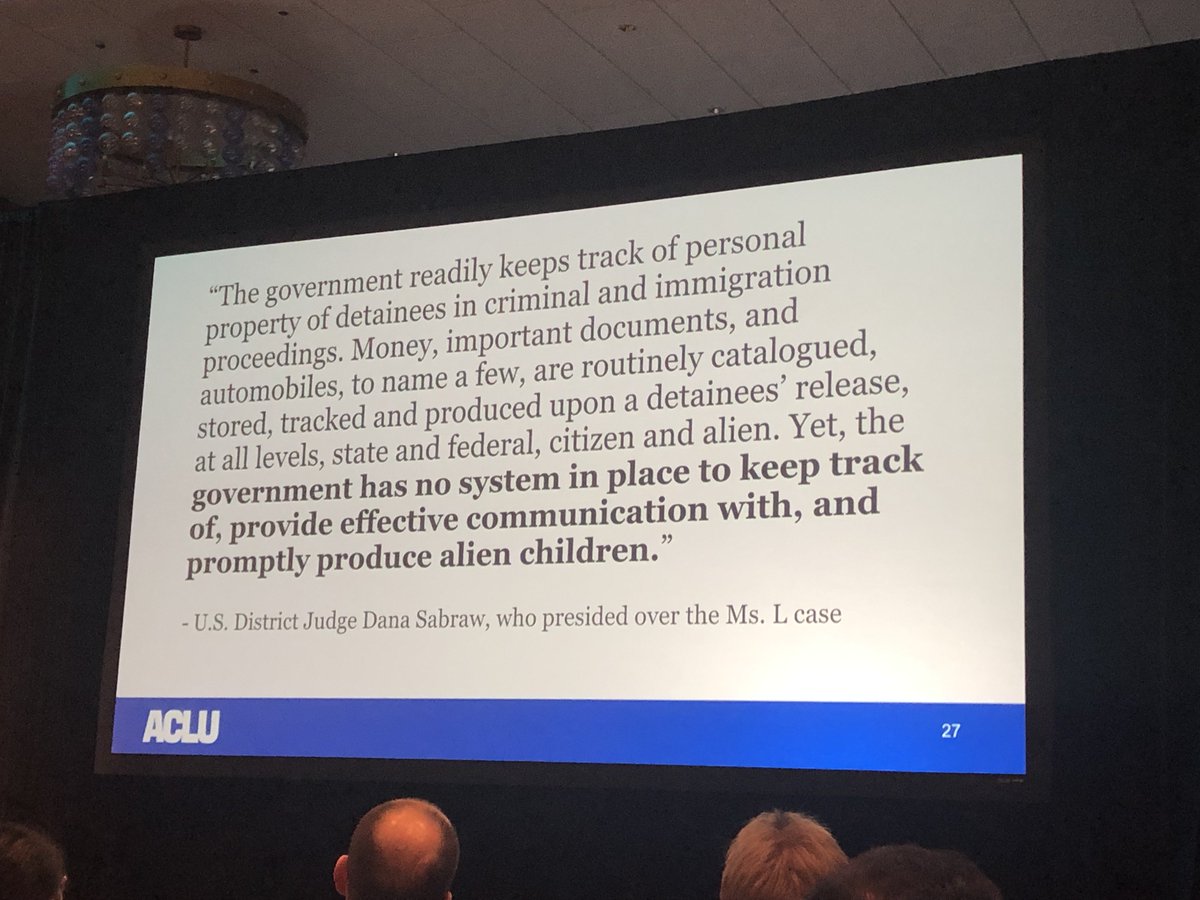 “The government readily keeps track of personal
property of detainees in criminal and immigration
proceedings. Money, important documents, and
automobiles, to name a few, are routinely catalogued,
stored, tracked and produced upon a detainees’ release,
at all levels, state and federal, citizen and alien. Yet, the
government has no system in place to keep track
of, provide effective communication with, and
promptly produce alien children.”
- U.S. District Judge Dana Sabraw, who presided over the Ms. L case
ACLU
27